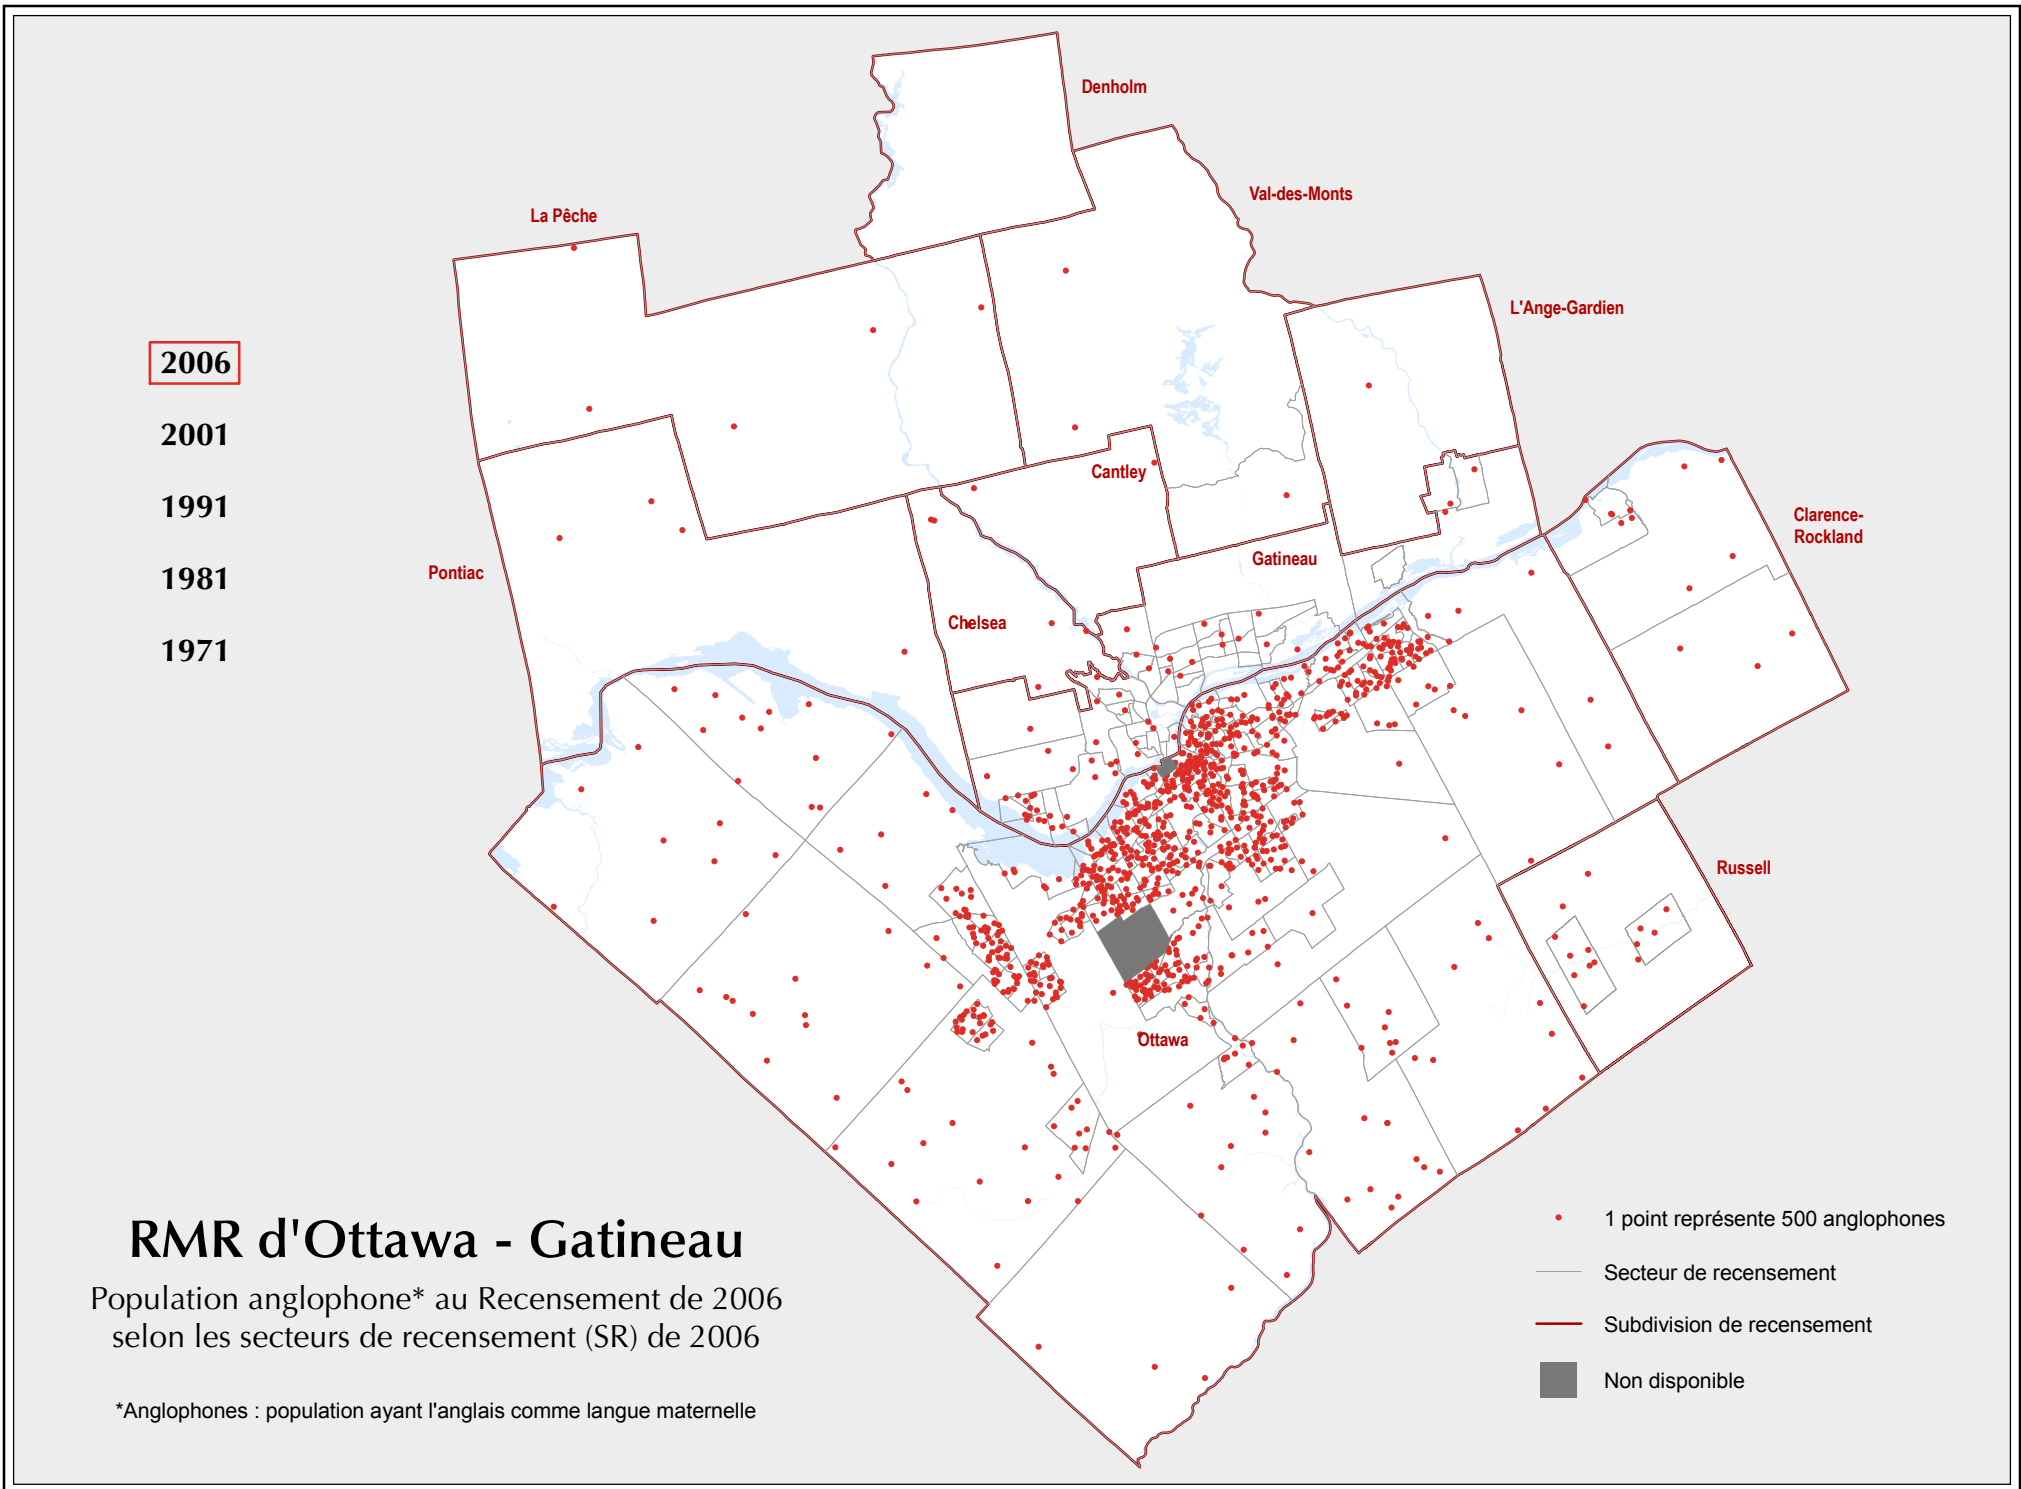 Denholm
Val-des-Monts
La Pêche
L'Ange-Gardien
2006
2001
1991
1981
1971
Cantley
Clarence-
Rockland
Gatineau
Pontiac
Chelsea
Russell
Ottawa
RMR d'Ottawa - Gatineau
Population anglophone* au Recensement de 2006
selon les secteurs de recensement (SR) de 2006
*Anglophones : population ayant l'anglais comme langue maternelle
1 point représente 500 anglophones
Secteur de recensement
Subdivision de recensement
Non disponible